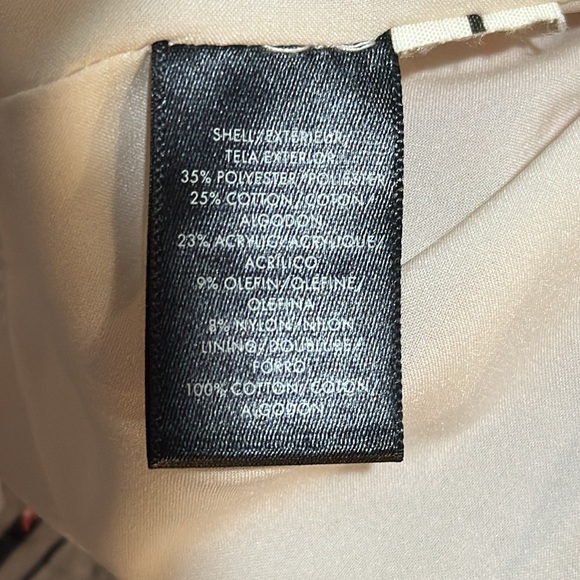 SHELL/EXTÉRIEUR/
TELA EXTERIOR
35% POLYESTER/POLIESTER
25% COTTON/COTON/
ALGODON
23% ACRYLIC/ACRYLIQUE/
ACRILICO
9% OLEFIN/OLEFINE/
OLEFINA
8% NYLON/NILON
LINING/DOUBLURE/
FORRO
100% COTTON/COTON/
ALGODON